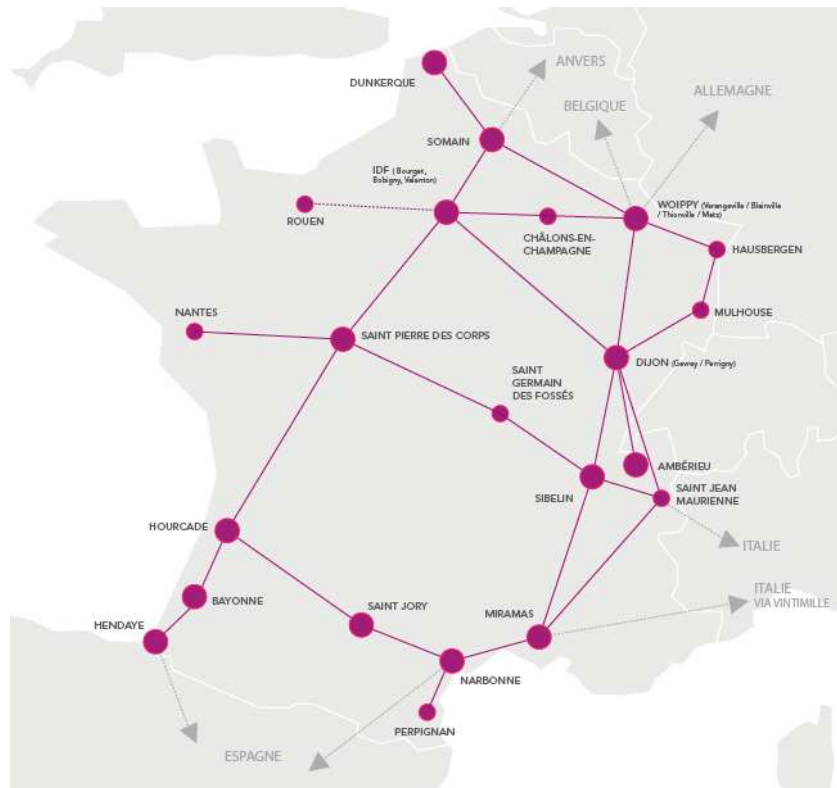 DUNKERQUE
ANVERS
BELGIQUE
ALLEMAGNE
SOMAIN
IDF (Bourget,
Bobigny, Valenton)
ROUEN
CHÂLONS-EN-
CHAMPAGNE
WOIPPY (Varangeville / Blainville
/ Thionville / Metz)
HAUSBERGEN
NANTES
MULHOUSE
SAINT PIERRE DES CORPS
DIJON (Gevrey / Perrigny)
SAINT
GERMAIN
DES FOSSÉS
AMBÉRIEU
SIBELIN
SAINT JEAN
MAURIENNE
HOURCADE
ITALIE
ITALIE
VIA VINTIMILLE
BAYONNE
SAINT JORY
MIRAMAS
HENDAYE
NARBONNE
PERPIGNAN
ESPAGNE